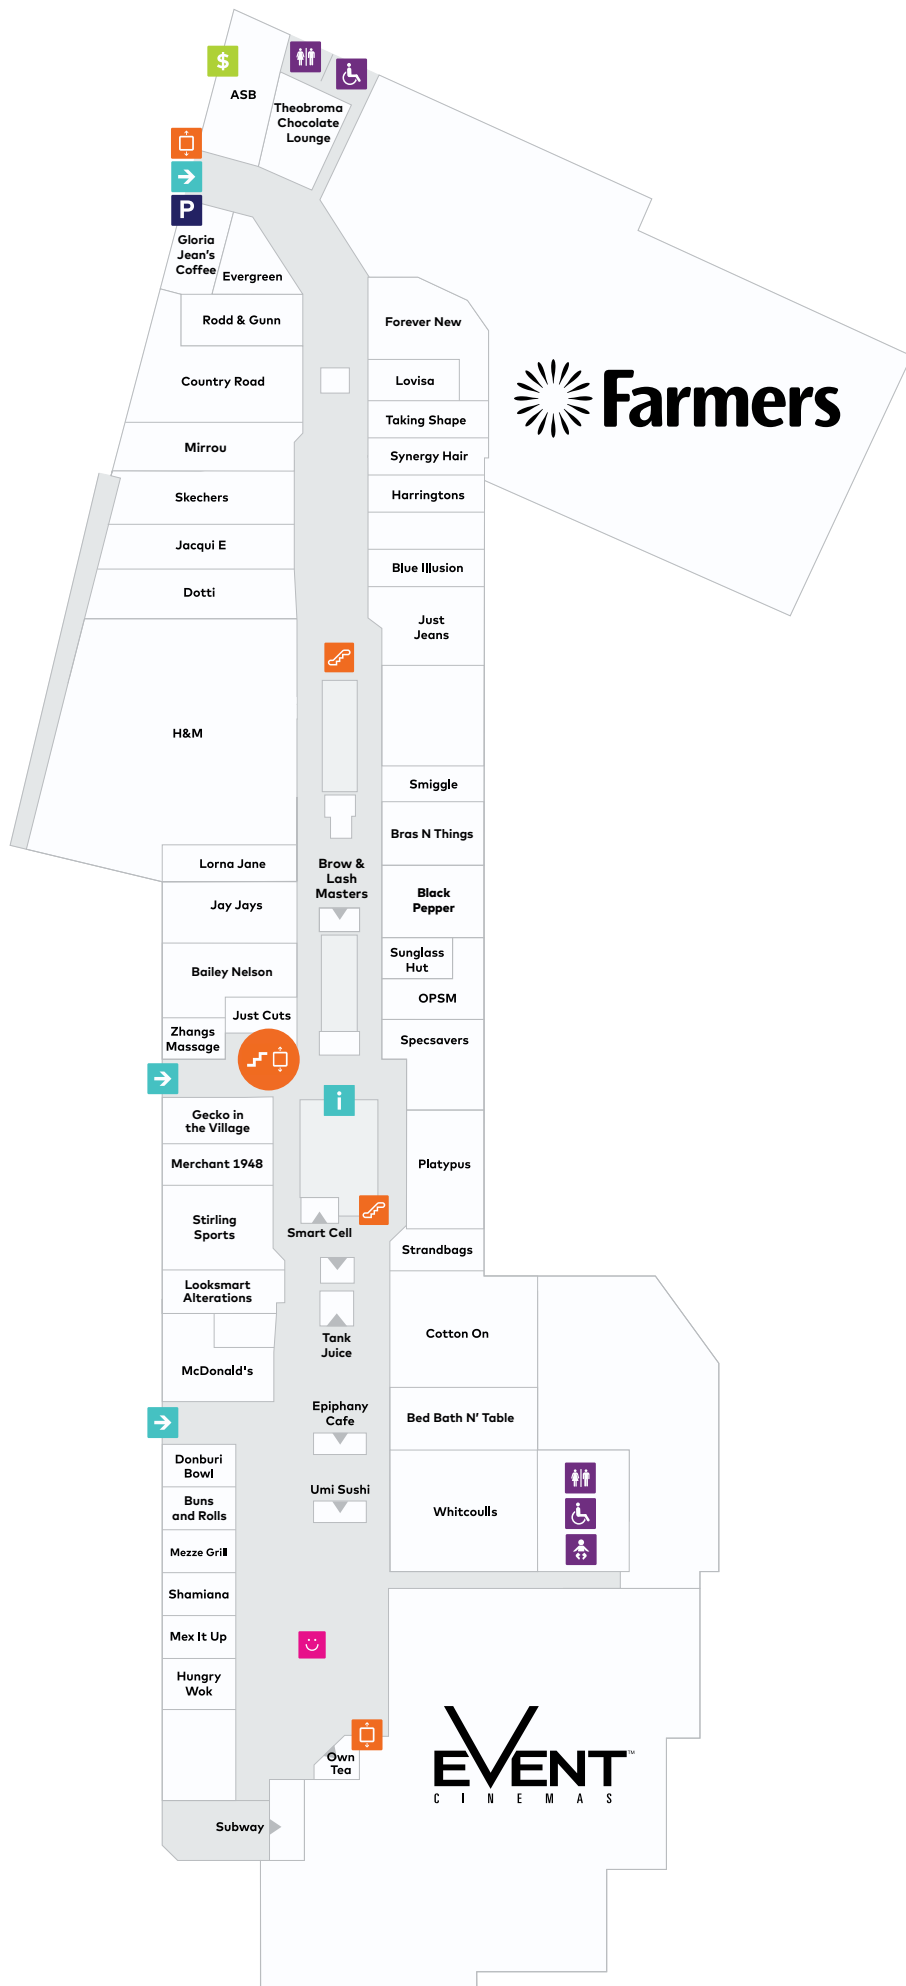 $
ASB
Theobroma
Chocolate
Lounge
P
Gloria
Jean's
Coffee
Evergreen
Rodd & Gunn
Forever New
Country Road
Lovisa
Farmers
Taking Shape
Mirrou
Synergy Hair
Skechers
Harringtons
Jacqui E
Blue Illusion
Dotti
Just
Jeans
H&M
Smiggle
Bras N Things
Lorna Jane
Brow &
Lash
Masters
Jay Jays
Black
Pepper
Bailey Nelson
Sunglass
Hut
OPSM
Just Cuts
Zhangs
Massage
Specsavers
i
Gecko in
the Village
Merchant 1948
Platypus
Stirling
Sports
Smart Cell
Strandbags
Looksmart
Alterations
Tank
Juice
Cotton On
McDonald's
Epiphany
Cafe
Bed Bath N' Table
Donburi
Bowl
Umi Sushi
Buns
and Rolls
Whitcoulls
Mezze Grill
Shamiana
Mex It Up
Hungry
Wok
Own
Tea
EVENT™
CINEMAS
Subway